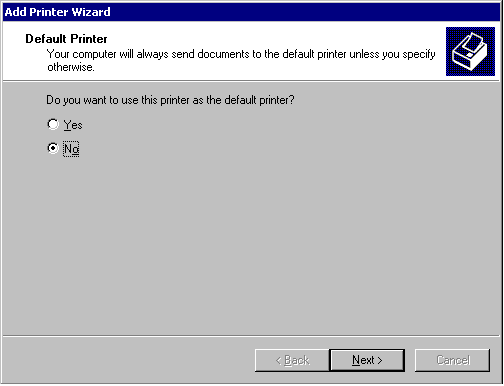 Add Printer Wizard
Default Printer
Your computer will always send documents to the default printer unless you specify
otherwise.
Do you want to use this printer as the default printer?
Yes
No
< Back
Next >
Cancel